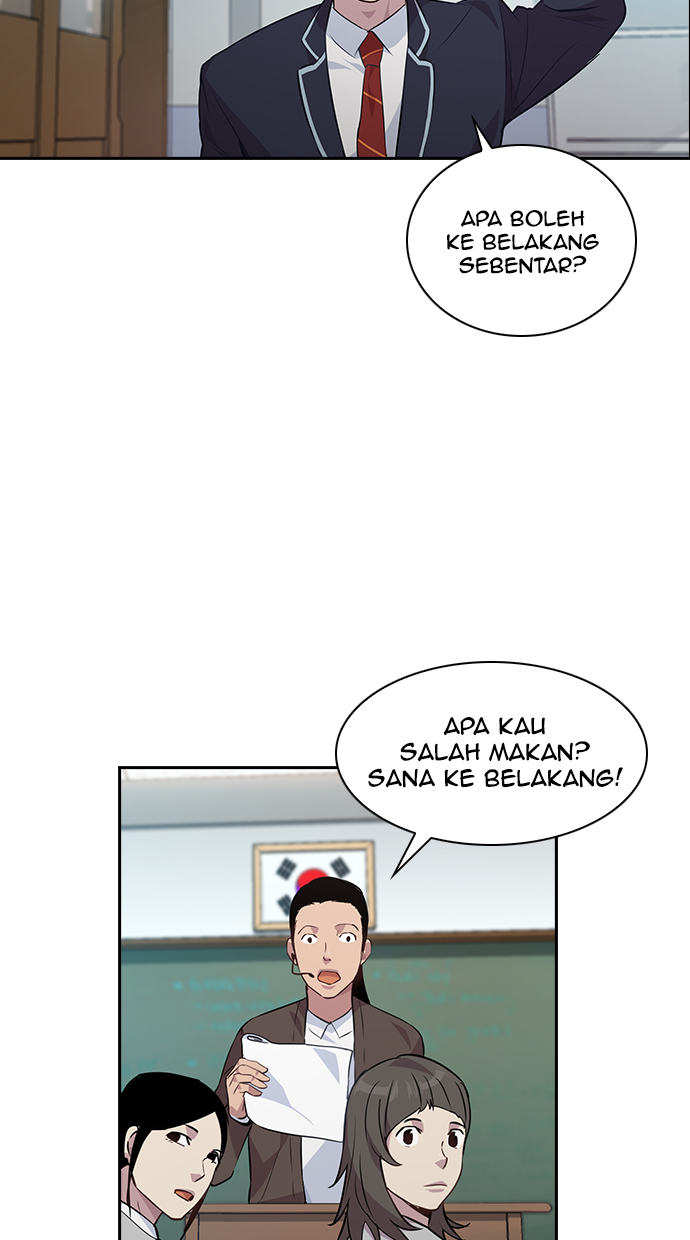 APA BOLEH
KE BELAKANG
SEBENTAR?
APA KAU
SALAH MAKAN?
SANA KE BELAKANG!